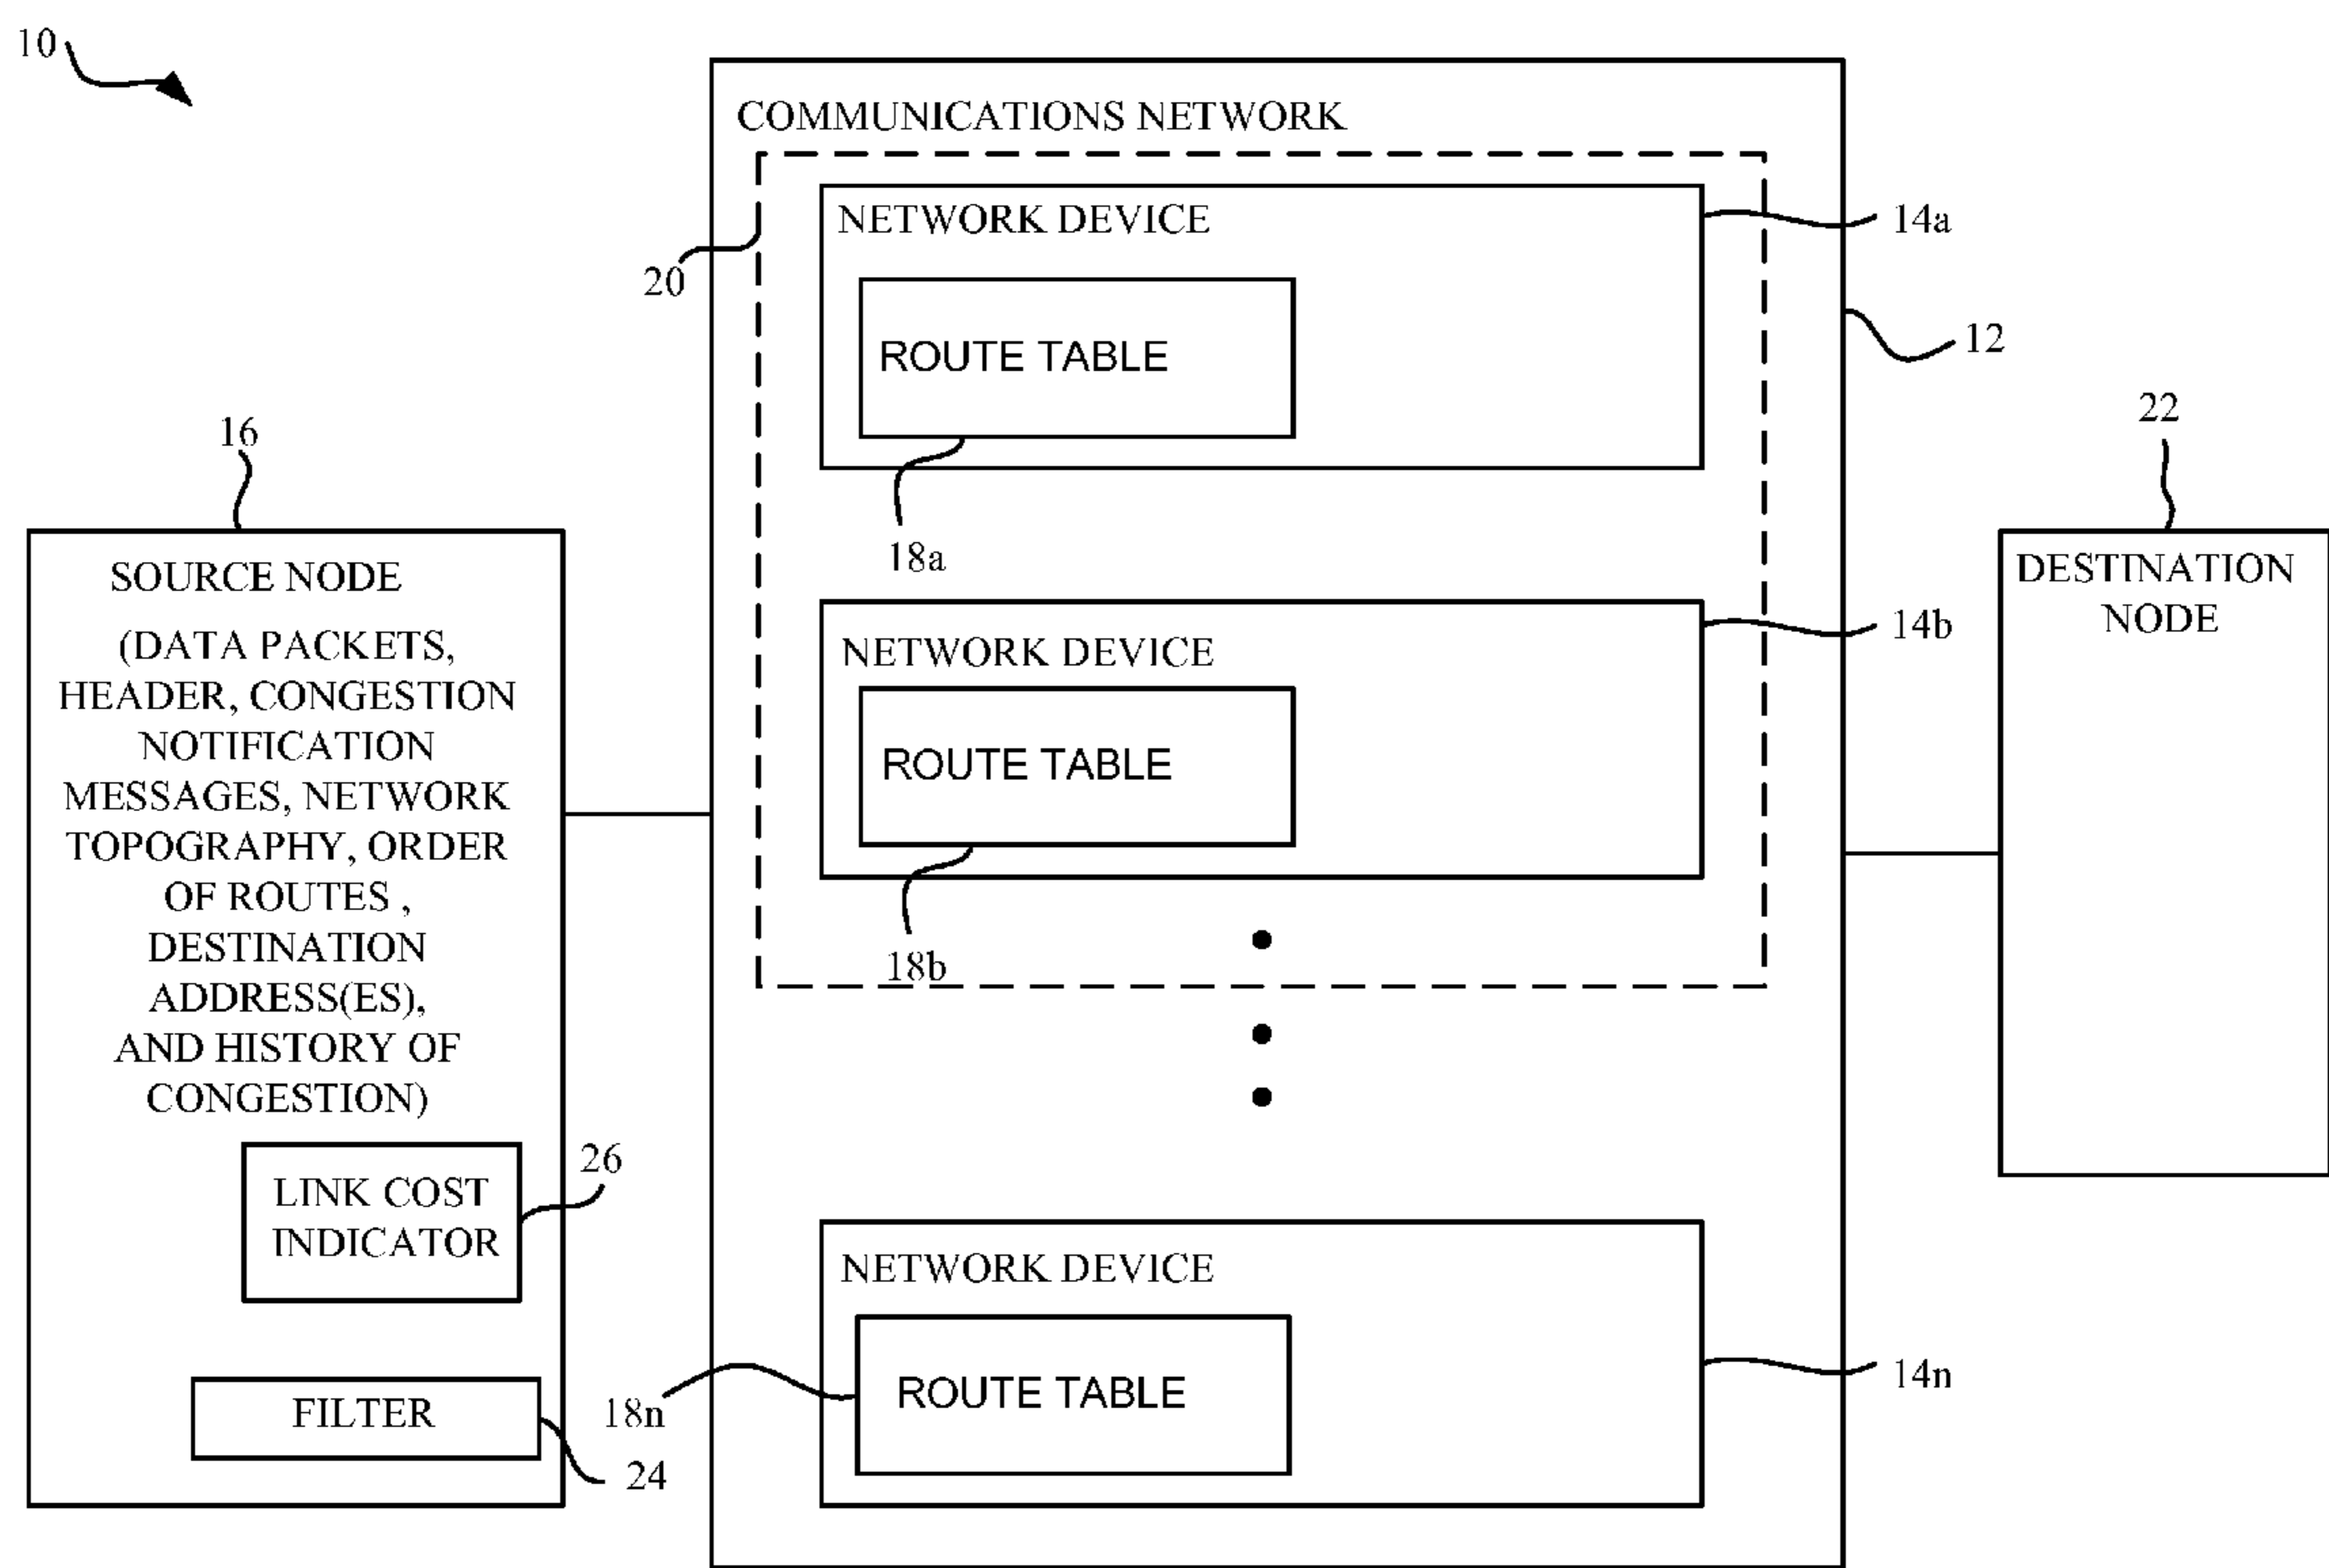 10
COMMUNICATIONS NETWORK
NETWORK DEVICE
14a
20
ROUTE TABLE
12
18a
16
22
SOURCE NODE
(DATA PACKETS,
HEADER, CONGESTION
NOTIFICATION
MESSAGES, NETWORK
TOPOGRAPHY, ORDER
OF ROUTES ,
DESTINATION
ADDRESS(ES),
AND HISTORY OF
CONGESTION)
DESTINATION
NODE
NETWORK DEVICE
14b
ROUTE TABLE
18b
26
LINK COST
INDICATOR
NETWORK DEVICE
14n
ROUTE TABLE
18n
FILTER
24